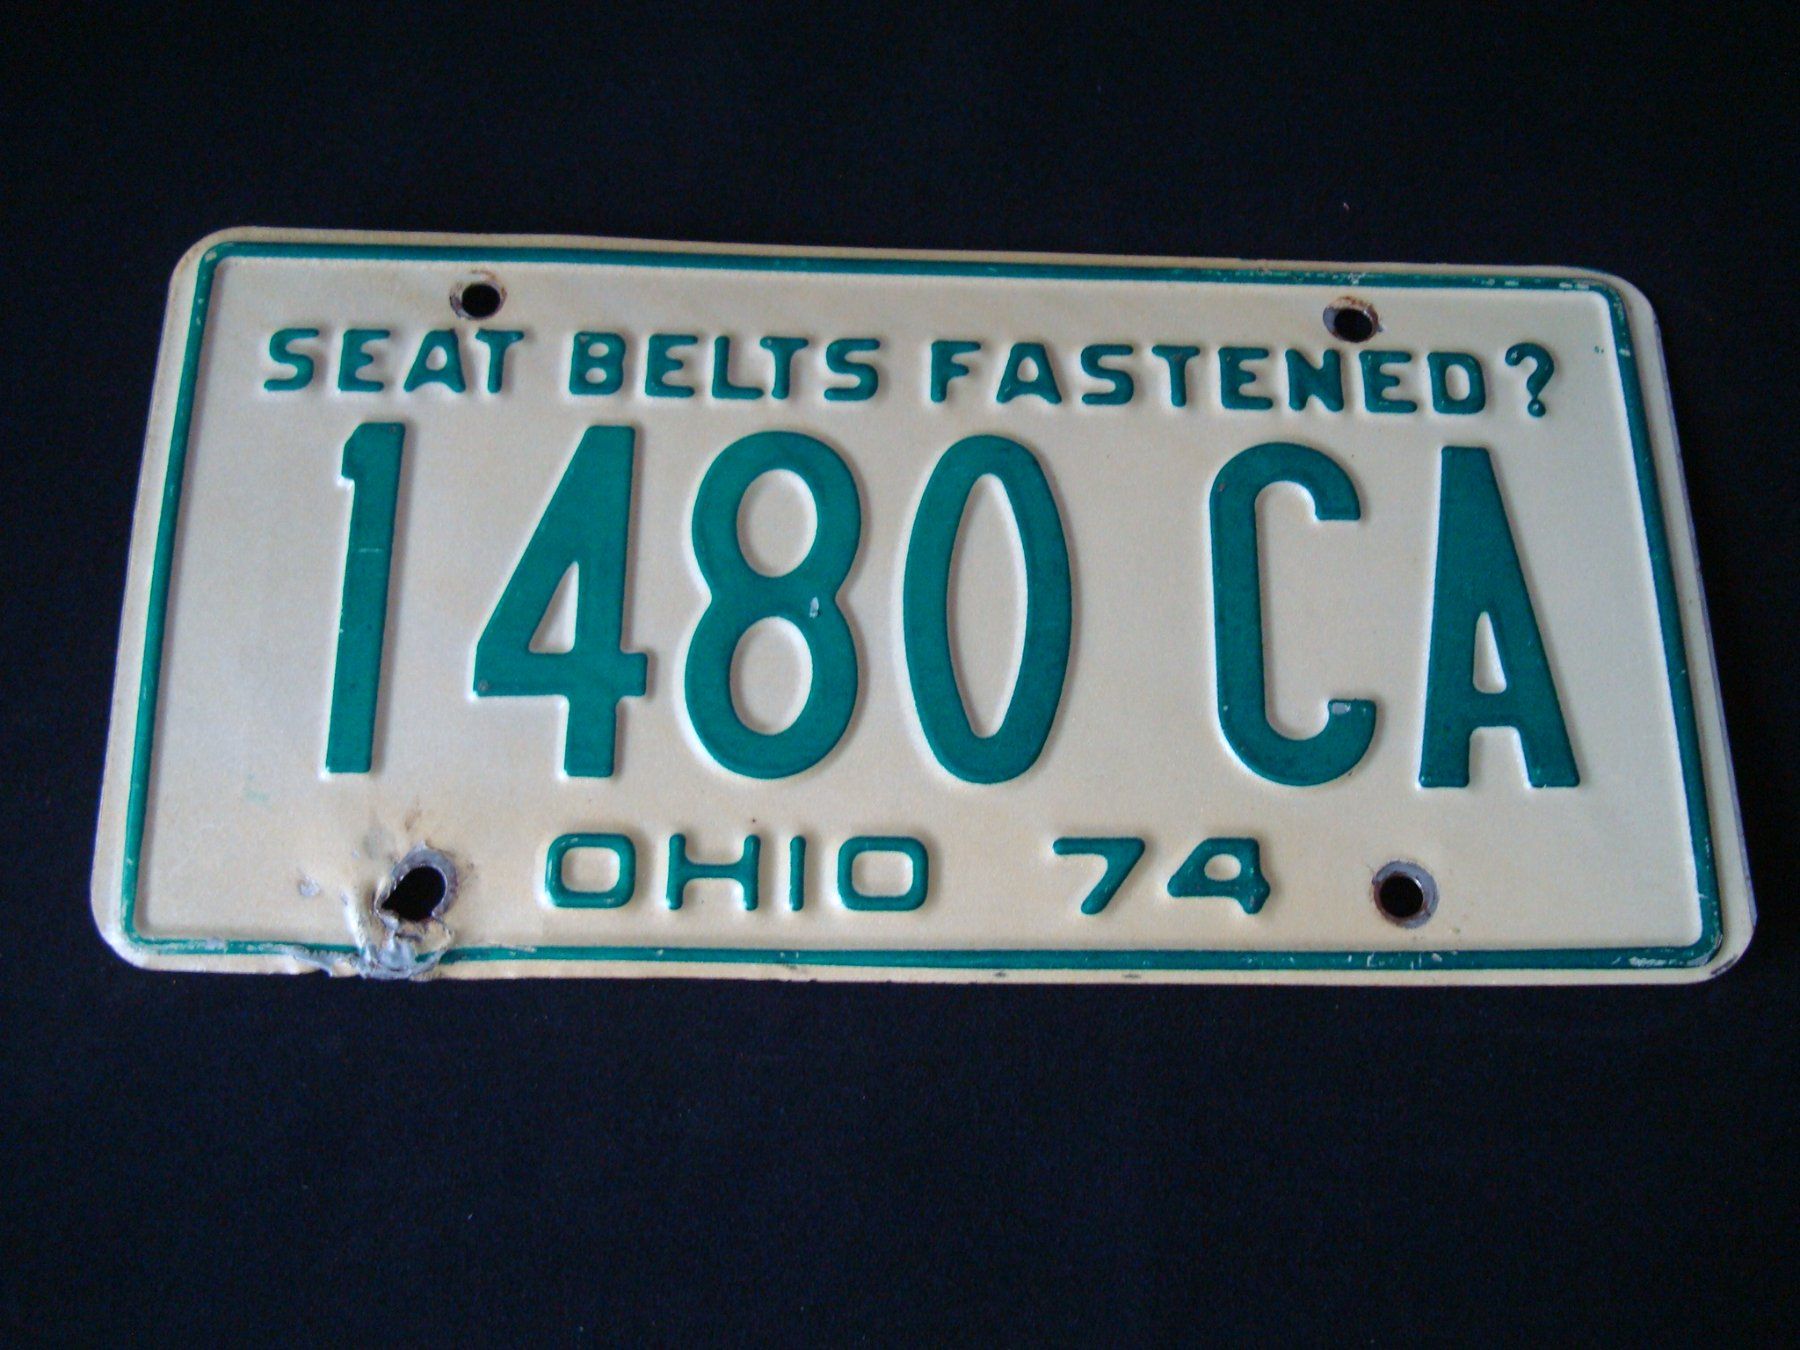 SEAT BELTS FASTENED?
1480 CA
OHIO 74